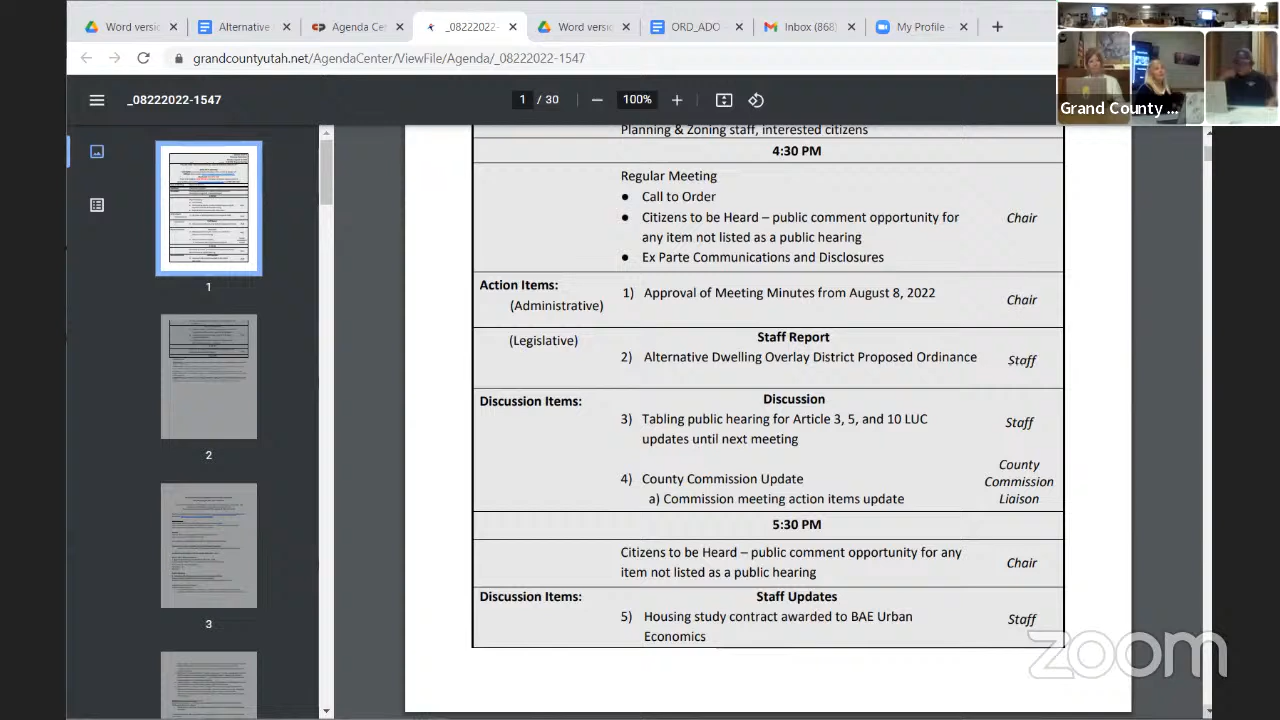 Word versi
Alternative
Agenda Ce
_08222022
Word versi
ORD_ADO
Inbox (868)
My Profile
grandcountyutah.net/AgendaCenter/ViewFile/Agenda/_08222022-1547
_08222022-1547
1 / 30
100%
Grand County ...
Planning & Zoning staff, interested citizens
4:30 PM
Regular Meeting
● Call to Order
● Citizens to be Heard – public comment opportunity for
any item not listed as a public hearing
Chair
● Ex Parte Communications and Disclosures
Action Items:
(Administrative)
1) Approval of Meeting Minutes from August 8, 2022
Chair
(Legislative)
Staff Report
2) Alternative Dwelling Overlay District Proposed Ordinance
Staff
Discussion Items:
Discussion
3) Tabling public hearing for Article 3, 5, and 10 LUC
updates until next meeting
Staff
4) County Commission Update
a) Commission meeting action items update
County
Commission
Liaison
5:30 PM
Citizens to be Heard – public comment opportunity for any
item not listed as a public hearing
Chair
Discussion Items:
Staff Updates
5) Housing study contract awarded to BAE Urban
Economics
Staff
1
2
3
zoom